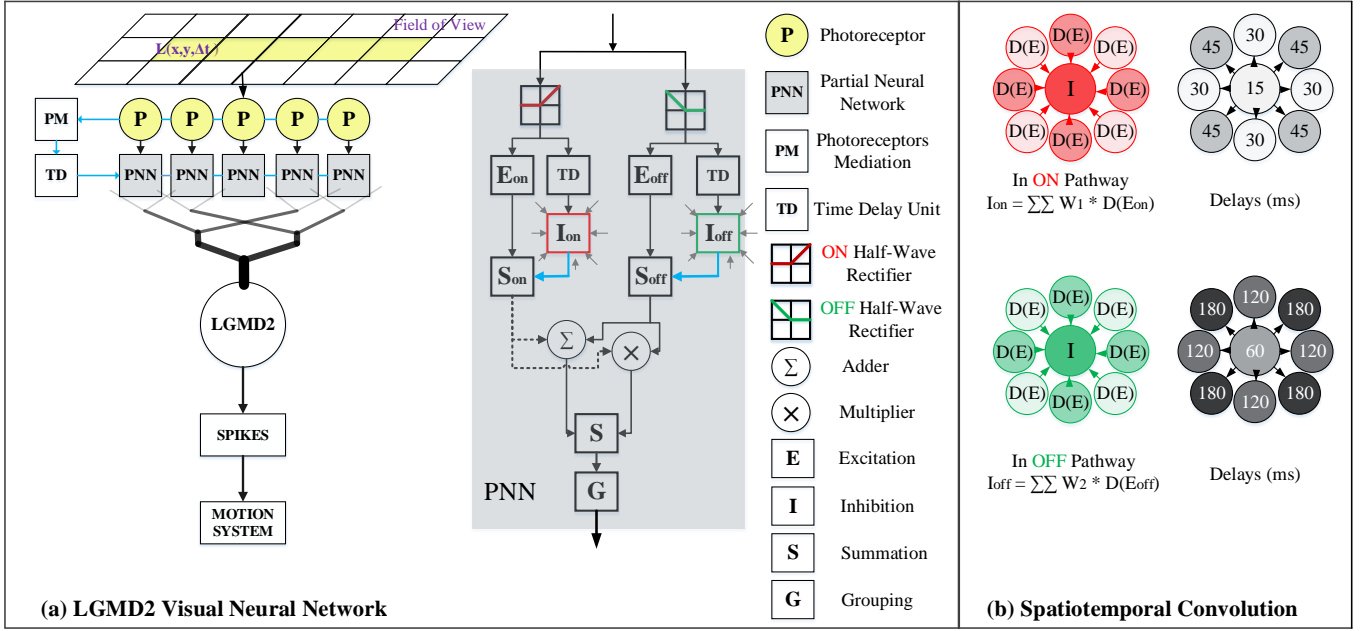 Field of View
L(x,y,Δt )
PM
P P P P P
TD
PNN PNN PNN PNN PNN
LGMD2
SPIKES
MOTION
SYSTEM
Eon TD Eoff TD
Ion Ioff
Son Soff
Σ
×
S
PNN
G
P Photoreceptor
PNN Partial Neural
Network
PM Photoreceptors
Mediation
TD Time Delay Unit
ON Half-Wave
Rectifier
OFF Half-Wave
Rectifier
Σ Adder
× Multiplier
E Excitation
I Inhibition
S Summation
G Grouping
(a) LGMD2 Visual Neural Network
D(E)
D(E) D(E)
D(E) I D(E)
D(E) D(E)
D(E)
In ON Pathway
Ion = ∑∑ W1 * D(Eon)
30
45 45
30 15 30
45 45
30
Delays (ms)
D(E)
D(E) D(E)
D(E) I D(E)
D(E) D(E)
D(E)
In OFF Pathway
Ioff = ∑∑ W2 * D(Eoff)
120
180 180
120 60 120
180 180
120
Delays (ms)
(b) Spatiotemporal Convolution